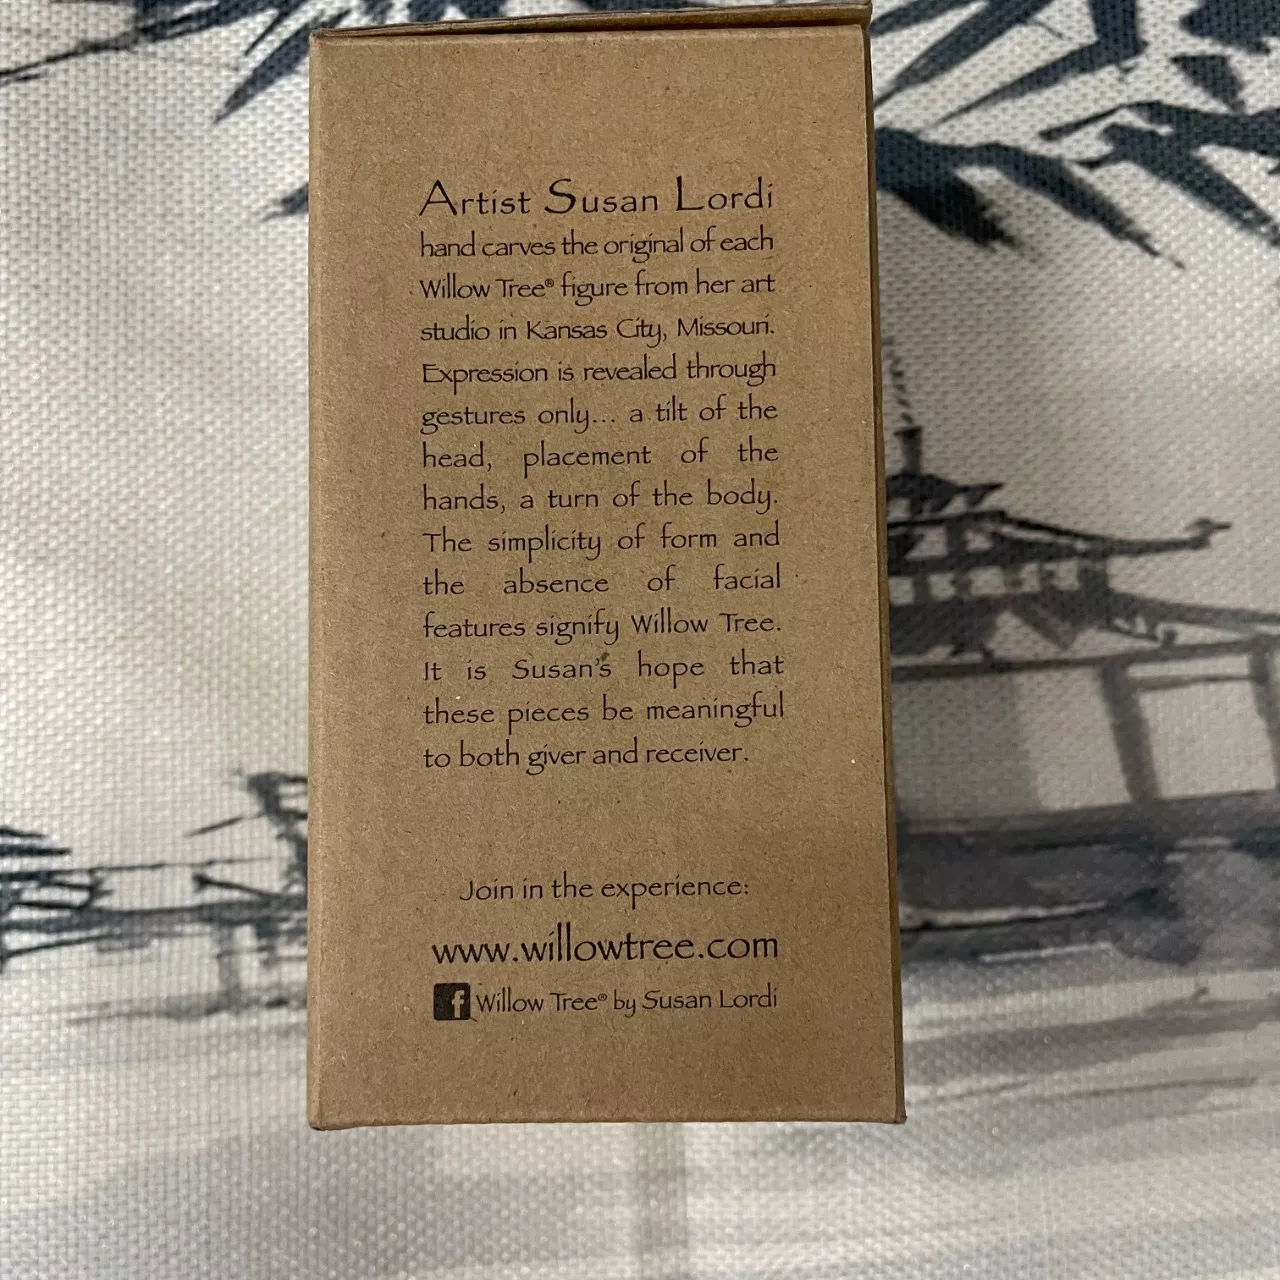 Artist Susan Lordi
hand carves the original of each
Willow Tree® figure from her art
studio in Kansas City, Missouri.
Expression is revealed through
gestures only... a tilt of the
head, placement of the
hands, a turn of the body.
The simplicity of form and
the absence of facial
features signify Willow Tree.
It is Susan's hope that
these pieces be meaningful
to both giver and receiver.
Join in the experience:
www.willowtree.com
f Willow Tree® by Susan Lordi